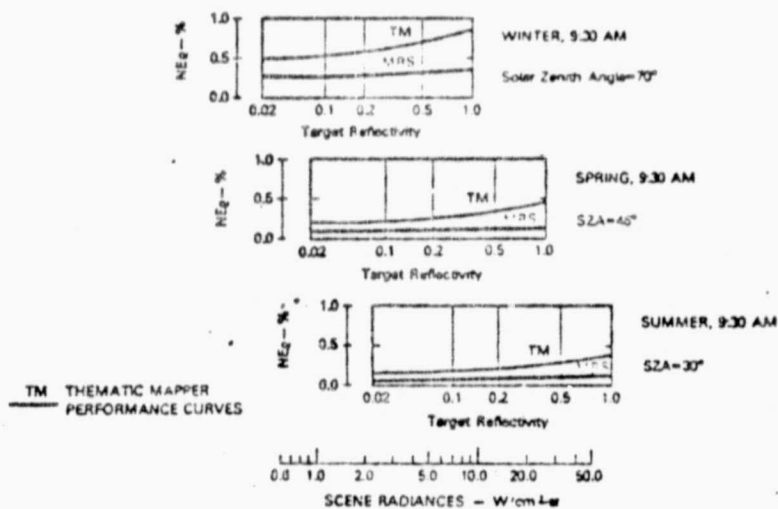 1.0
TM
WINTER, 9:30 AM
NEρ — %
0.5
MRS
Solar Zenith Angle=70°
0.0
0.02 0.1 0.2 0.5 1.0
Target Reflectivity
1.0
SPRING, 9:30 AM
NEρ — %
0.5
TM
MRS
SZA=45°
0.0
0.02 0.1 0.2 0.5 1.0
Target Reflectivity
1.0
SUMMER, 9:30 AM
NEρ — %
0.5
TM
MRS
SZA=30°
0.0
0.02 0.1 0.2 0.5 1.0
Target Reflectivity
TM THEMATIC MAPPER
PERFORMANCE CURVES
1.0 2.0 5.0 10.0 20.0 50.0
SCENE RADIANCES —